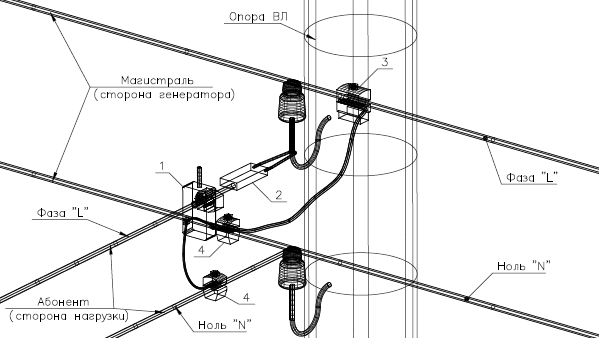 Опора ВЛ
3
Магистраль
(сторона генератора)
1
2
Фаза "L"
Фаза "L"
4
Ноль "N"
4
Абонент
(сторона нагрузки)
Ноль "N"